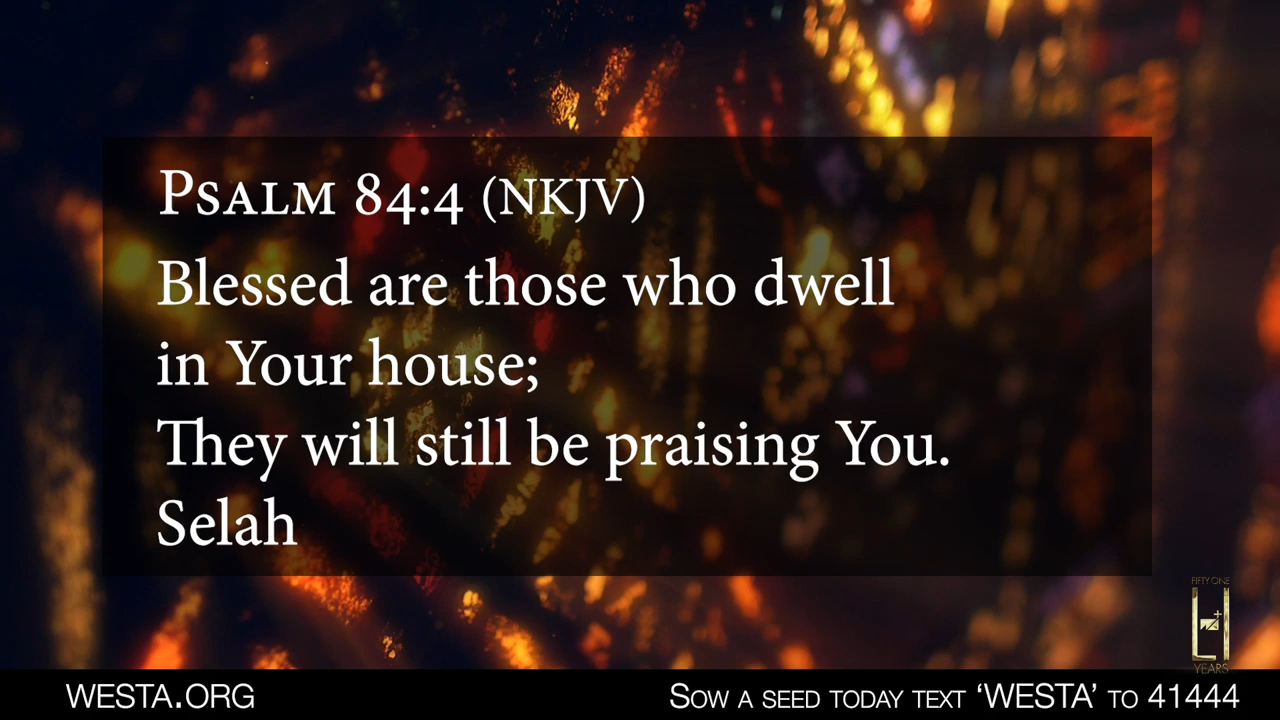 Psalm 84:4 (NKJV)
Blessed are those who dwell
in Your house;
They will still be praising You.
Selah
FIFTY ONE
LI
YEARS
WESTA.ORG
Sow a seed today text ‘WESTA’ to 41444